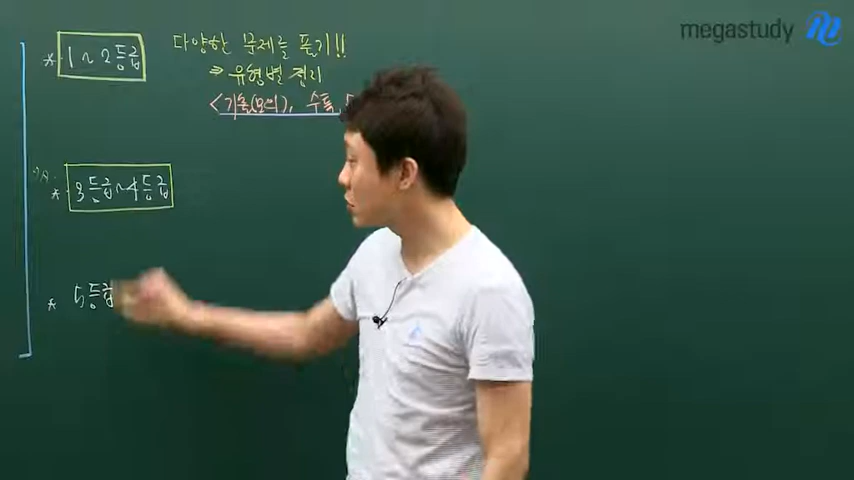 megastudy
* 1~2등급
다양한 문제를 풀기!!
⇒ 유형별 정리
<기출(모의), 수특,
* 3등급~4등급
* 5등급